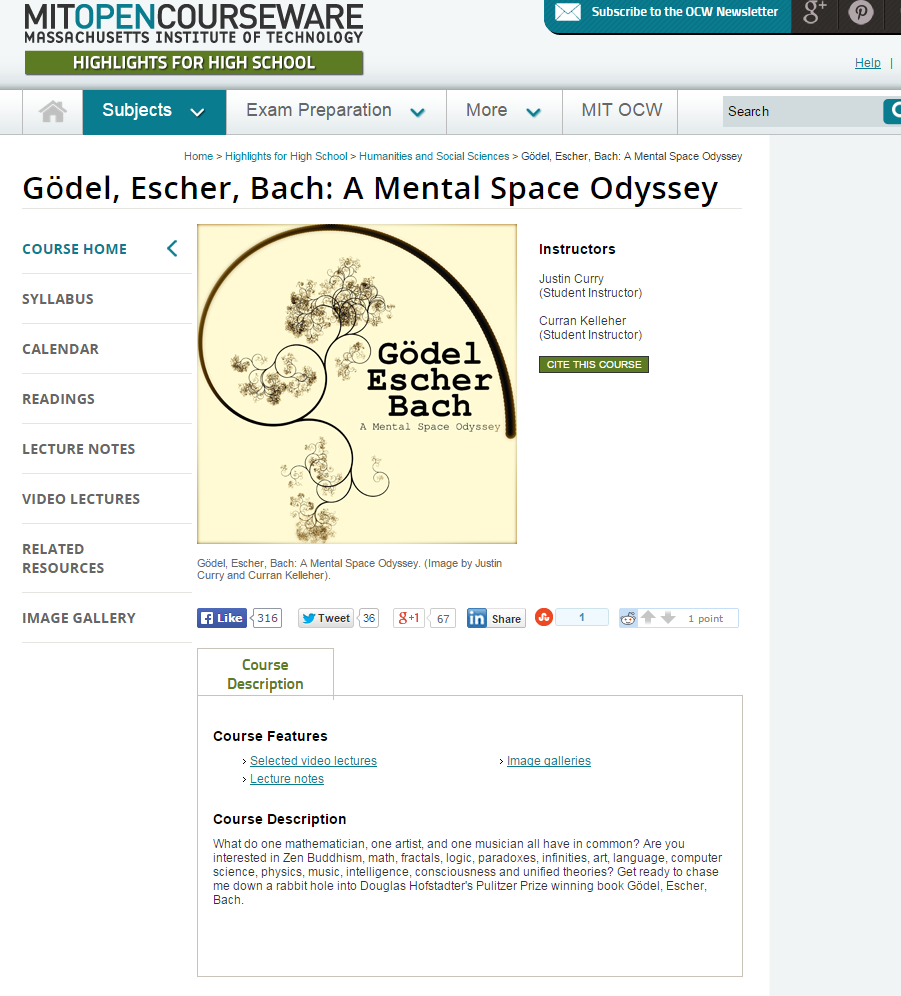 MITOPENCOURSEWARE
MASSACHUSETTS INSTITUTE OF TECHNOLOGY
HIGHLIGHTS FOR HIGH SCHOOL
Subscribe to the OCW Newsletter
g+
Help |
Subjects
Exam Preparation
More
MIT OCW
Search
Home > Highlights for High School > Humanities and Social Sciences > Gödel, Escher, Bach: A Mental Space Odyssey
Gödel, Escher, Bach: A Mental Space Odyssey
COURSE HOME
SYLLABUS
CALENDAR
READINGS
LECTURE NOTES
VIDEO LECTURES
RELATED
RESOURCES
IMAGE GALLERY
Gödel
Escher
Bach
A Mental Space Odyssey
Gödel, Escher, Bach: A Mental Space Odyssey. (Image by Justin
Curry and Curran Kelleher).
Instructors
Justin Curry
(Student Instructor)
Curran Kelleher
(Student Instructor)
CITE THIS COURSE
Like 316 Tweet 36 g+1 67 in Share 1 1 point
Course
Description
Course Features
Selected video lectures
Image galleries
Lecture notes
Course Description
What do one mathematician, one artist, and one musician all have in common? Are you
interested in Zen Buddhism, math, fractals, logic, paradoxes, infinities, art, language, computer
science, physics, music, intelligence, consciousness and unified theories? Get ready to chase
me down a rabbit hole into Douglas Hofstadter's Pulitzer Prize winning book Gödel, Escher,
Bach.